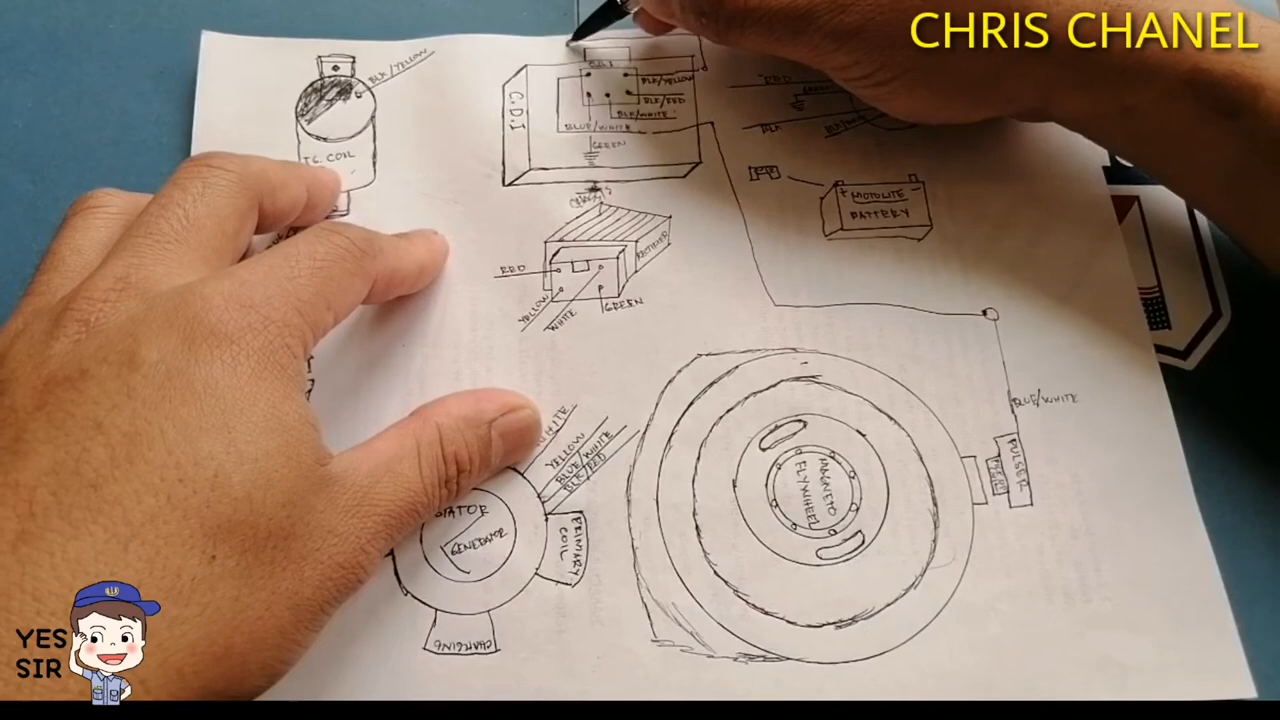 CHRIS CHANEL
BLK/YELLOW
IG. COIL
C.D.I
BLK/YELLOW
BLK/RED
BLK/WHITE
BLUE/WHITE
GREEN
RED
GREEN
BLK
+ MOTOLITE -
BATTERY
RECTIFIER
RED
YELLOW
WHITE
GREEN
BLUE/WHITE
PULSER
MAGNETO
FLYWHEEL
WHITE
YELLOW
BLUE/WHITE
BLK/RED
STATOR
GENERATOR
PRIMARY
COIL
CHARGING
YES
SIR